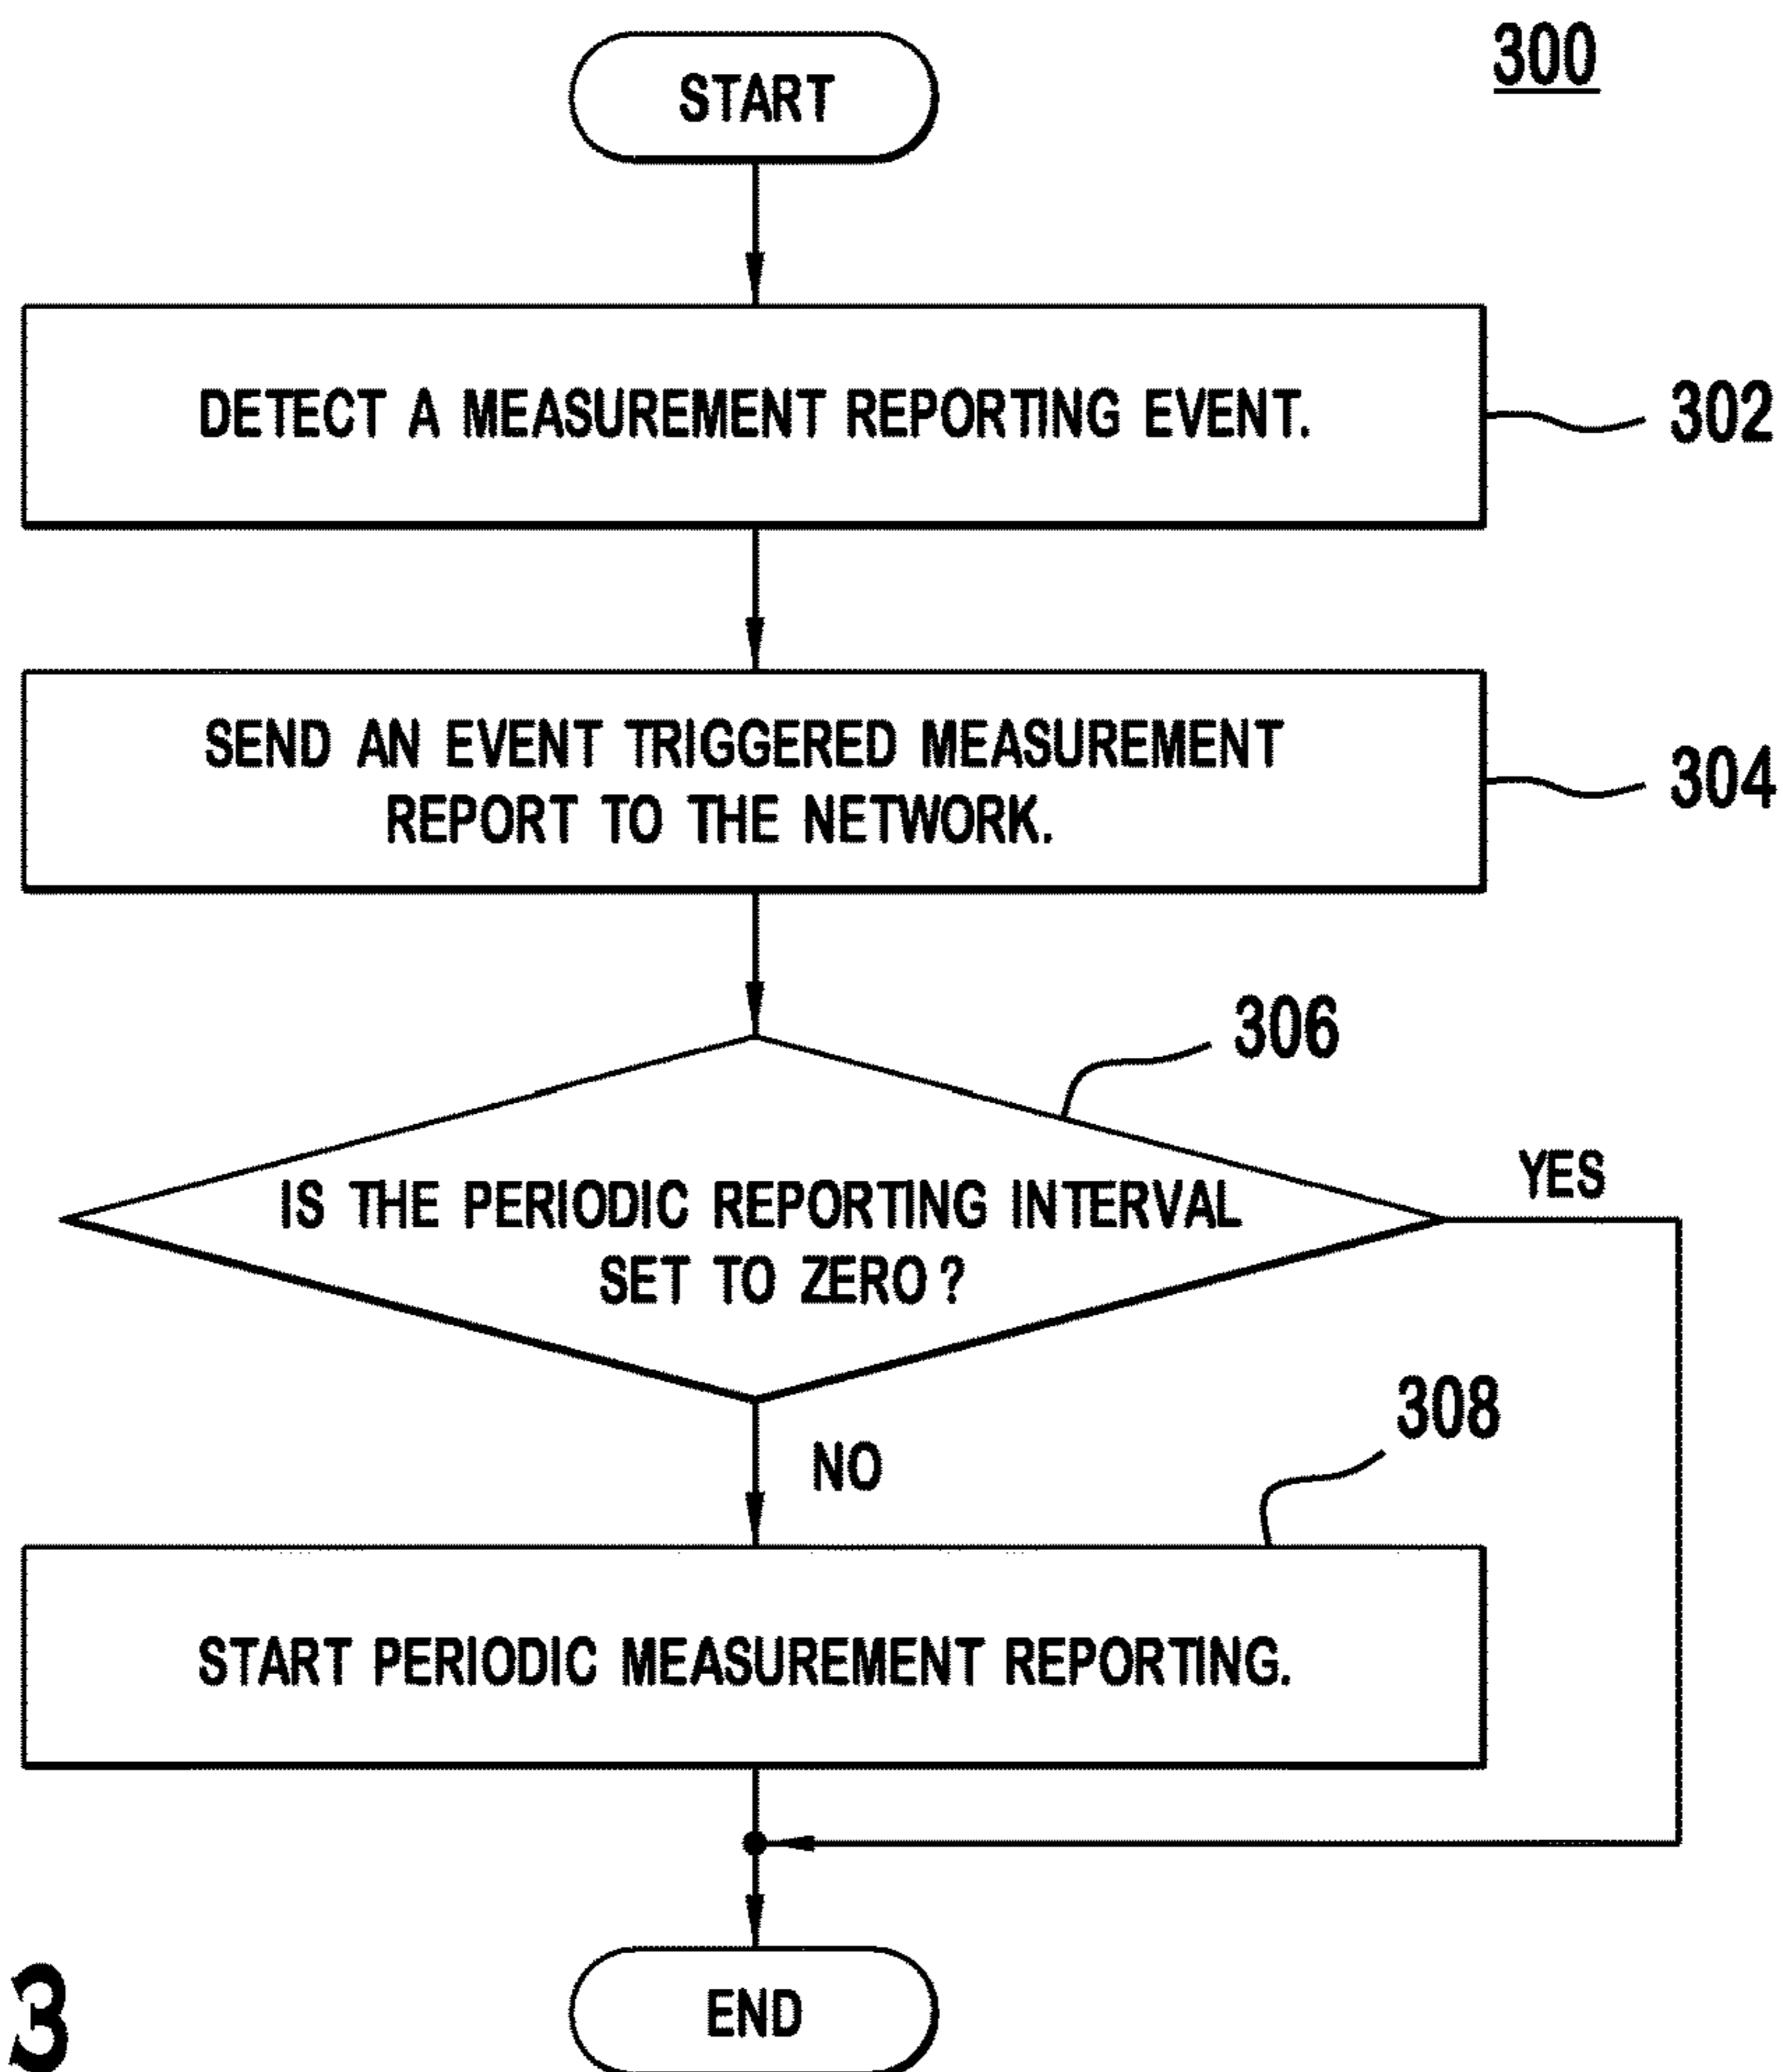 300
START
DETECT A MEASUREMENT REPORTING EVENT.
302
SEND AN EVENT TRIGGERED MEASUREMENT
REPORT TO THE NETWORK.
304
306
IS THE PERIODIC REPORTING INTERVAL
SET TO ZERO?
YES
NO
308
START PERIODIC MEASUREMENT REPORTING.
END
3